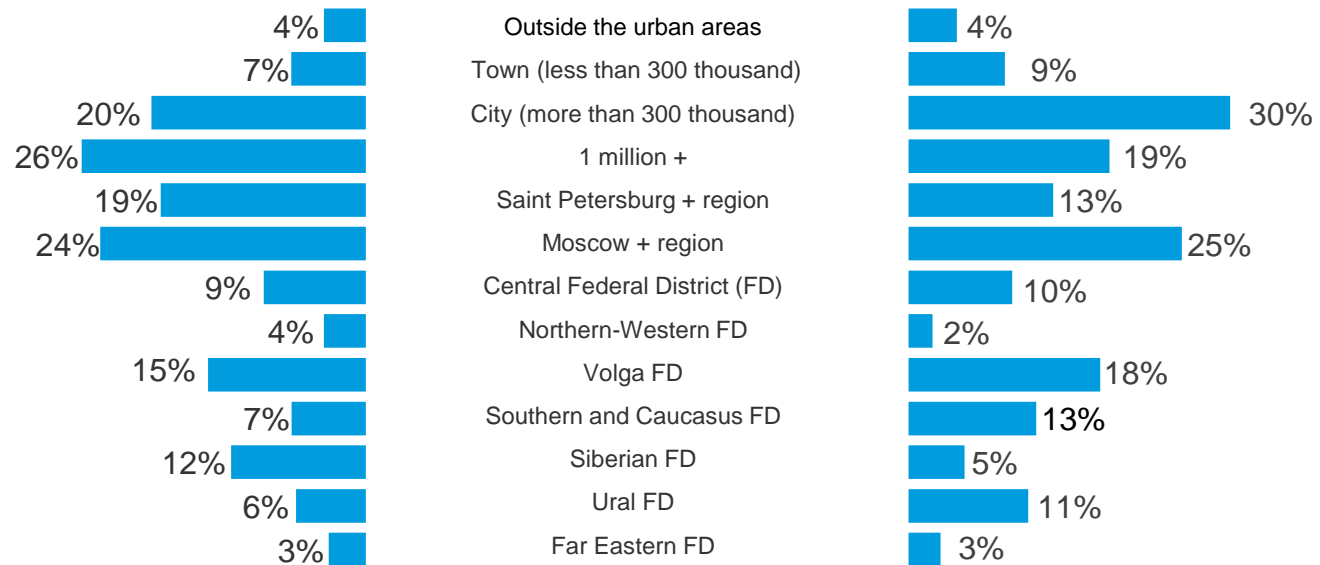 4% Outside the urban areas 4%
7% Town (less than 300 thousand) 9%
20% City (more than 300 thousand) 30%
26% 1 million + 19%
19% Saint Petersburg + region 13%
24% Moscow + region 25%
9% Central Federal District (FD) 10%
4% Northern-Western FD 2%
15% Volga FD 18%
7% Southern and Caucasus FD 13%
12% Siberian FD 5%
6% Ural FD 11%
3% Far Eastern FD 3%